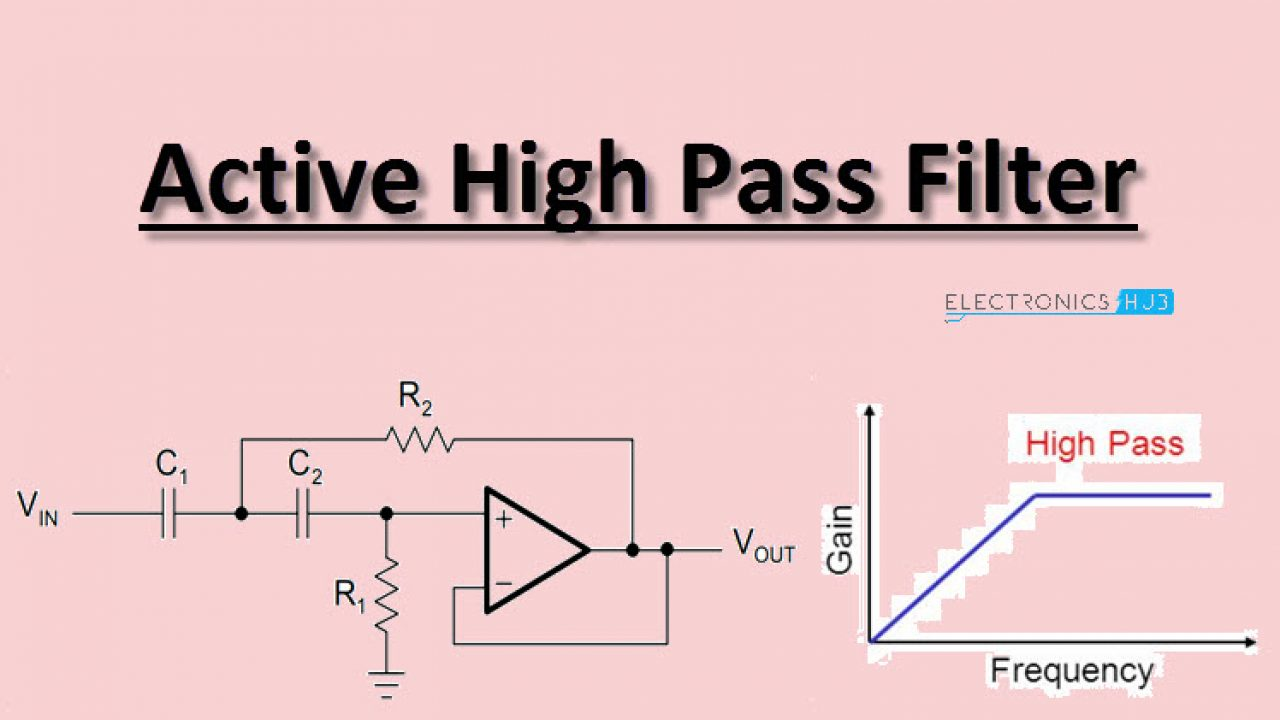 Active High Pass Filter
ELECTRONICS HUB
R2
C1
C2
VIN
+
−
VOUT
R1
High Pass
Gain
Frequency